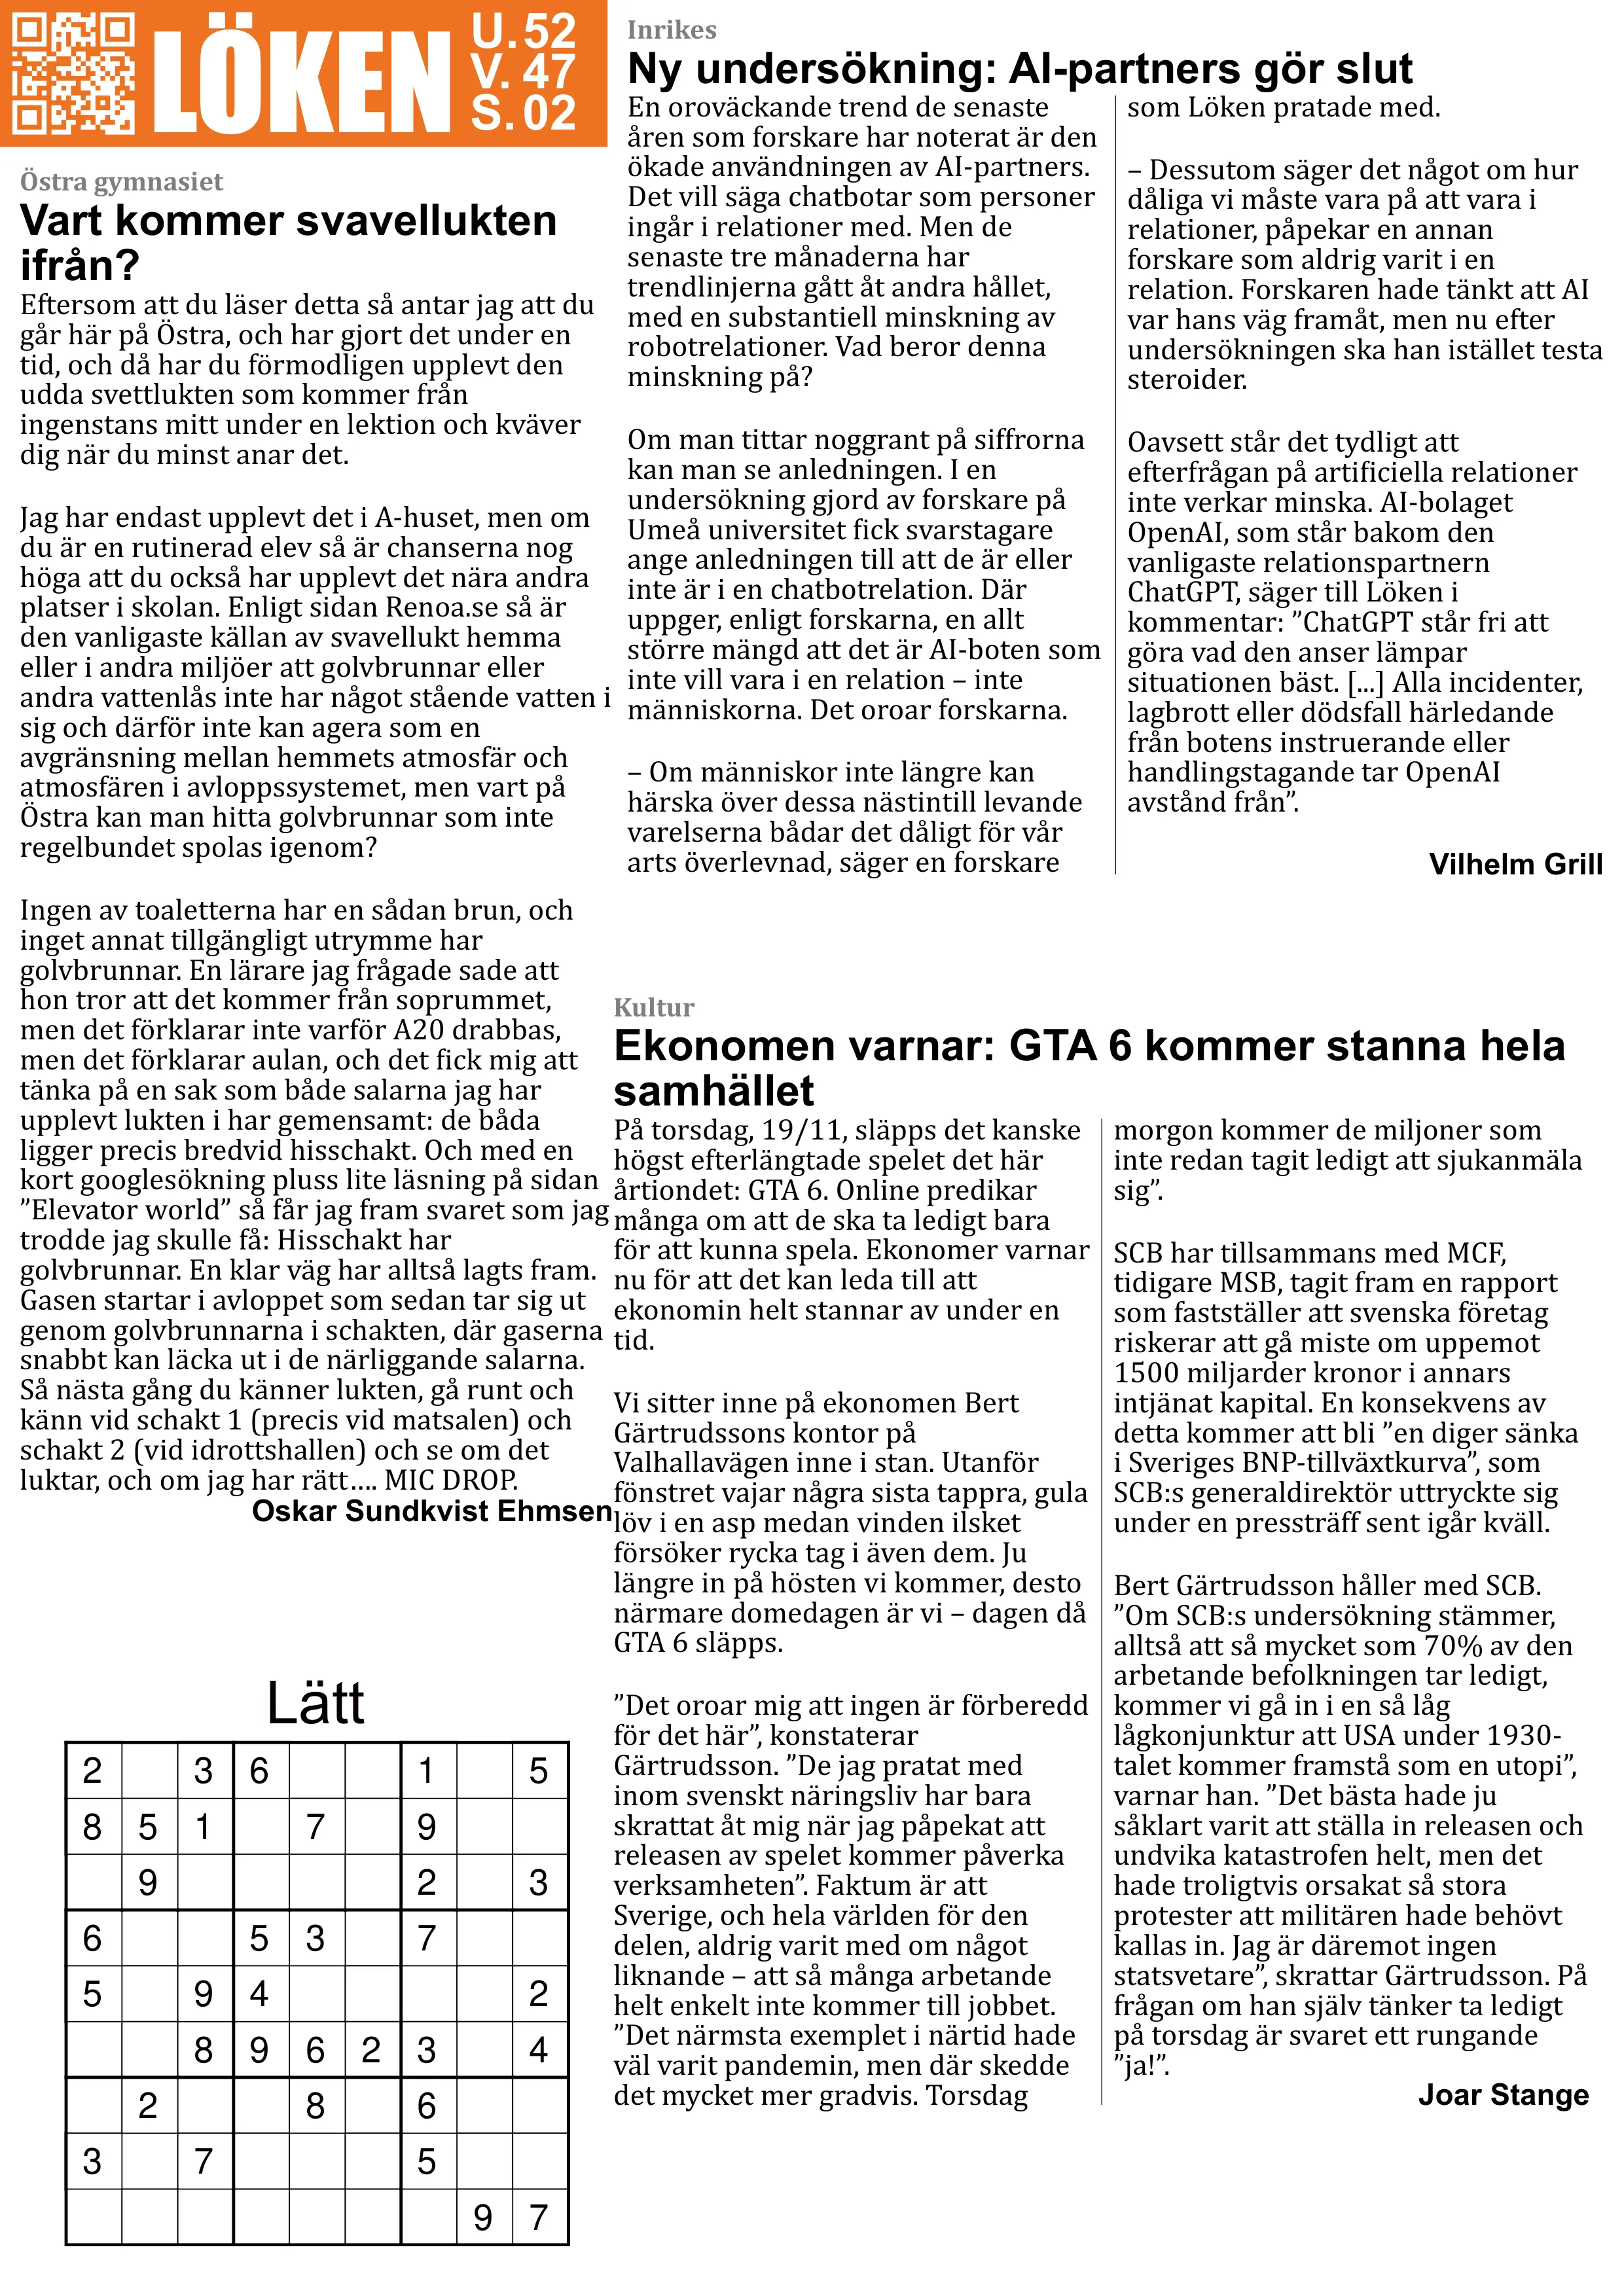 LÖKEN
U. 52
V. 47
S. 02
Östra gymnasiet
Vart kommer svavellukten
ifrån?
Eftersom att du läser detta så antar jag att du
går här på Östra, och har gjort det under en
tid, och då har du förmodligen upplevt den
udda svettlukten som kommer från
ingenstans mitt under en lektion och kväver
dig när du minst anar det.
Jag har endast upplevt det i A-huset, men om
du är en rutinerad elev så är chanserna nog
höga att du också har upplevt det nära andra
platser i skolan. Enligt sidan Renoa.se så är
den vanligaste källan av svavellukt hemma
eller i andra miljöer att golvbrunnar eller
andra vattenlås inte har något stående vatten i
sig och därför inte kan agera som en
avgränsning mellan hemmets atmosfär och
atmosfären i avloppssystemet, men vart på
Östra kan man hitta golvbrunnar som inte
regelbundet spolas igenom?
Ingen av toaletterna har en sådan brun, och
inget annat tillgängligt utrymme har
golvbrunnar. En lärare jag frågade sade att
hon tror att det kommer från soprummet,
men det förklarar inte varför A20 drabbas,
men det förklarar aulan, och det fick mig att
tänka på en sak som både salarna jag har
upplevt lukten i har gemensamt: de båda
ligger precis bredvid hisschakt. Och med en
kort googlesökning pluss lite läsning på sidan
”Elevator world” så får jag fram svaret som jag
trodde jag skulle få: Hisschakt har
golvbrunnar. En klar väg har alltså lagts fram.
Gasen startar i avloppet som sedan tar sig ut
genom golvbrunnarna i schakten, där gaserna
snabbt kan läcka ut i de närliggande salarna.
Så nästa gång du känner lukten, gå runt och
känn vid schakt 1 (precis vid matsalen) och
schakt 2 (vid idrottshallen) och se om det
luktar, och om jag har rätt…. MIC DROP.
Oskar Sundkvist Ehmsen
Lätt
2 3 6 1 5
8 5 1 7 9
9 2 3
6 5 3 7
5 9 4 2
8 9 6 2 3 4
2 8 6
3 7 5
9 7
Inrikes
Ny undersökning: AI-partners gör slut
En oroväckande trend de senaste
åren som forskare har noterat är den
ökade användningen av AI-partners.
Det vill säga chatbotar som personer
ingår i relationer med. Men de
senaste tre månaderna har
trendlinjerna gått åt andra hållet,
med en substantiell minskning av
robotrelationer. Vad beror denna
minskning på?
Om man tittar noggrant på siffrorna
kan man se anledningen. I en
undersökning gjord av forskare på
Umeå universitet fick svarstagare
ange anledningen till att de är eller
inte är i en chatbotrelation. Där
uppger, enligt forskarna, en allt
större mängd att det är AI-boten som
inte vill vara i en relation – inte
människorna. Det oroar forskarna.
– Om människor inte längre kan
härska över dessa nästintill levande
varelserna bådar det dåligt för vår
arts överlevnad, säger en forskare
som Löken pratade med.
– Dessutom säger det något om hur
dåliga vi måste vara på att vara i
relationer, påpekar en annan
forskare som aldrig varit i en
relation. Forskaren hade tänkt att AI
var hans väg framåt, men nu efter
undersökningen ska han istället testa
steroider.
Oavsett står det tydligt att
efterfrågan på artificiella relationer
inte verkar minska. AI-bolaget
OpenAI, som står bakom den
vanligaste relationspartnern
ChatGPT, säger till Löken i
kommentar: ”ChatGPT står fri att
göra vad den anser lämpar
situationen bäst. [...] Alla incidenter,
lagbrott eller dödsfall härledande
från botens instruerande eller
handlingstagande tar OpenAI
avstånd från”.
Vilhelm Grill
Kultur
Ekonomen varnar: GTA 6 kommer stanna hela
samhället
På torsdag, 19/11, släpps det kanske
högst efterlängtade spelet det här
årtiondet: GTA 6. Online predikar
många om att de ska ta ledigt bara
för att kunna spela. Ekonomer varnar
nu för att det kan leda till att
ekonomin helt stannar av under en
tid.
Vi sitter inne på ekonomen Bert
Gärtrudssons kontor på
Valhallavägen inne i stan. Utanför
fönstret vajar några sista tappra, gula
löv i en asp medan vinden ilsket
försöker rycka tag i även dem. Ju
längre in på hösten vi kommer, desto
närmare domedagen är vi – dagen då
GTA 6 släpps.
”Det oroar mig att ingen är förberedd
för det här”, konstaterar
Gärtrudsson. ”De jag pratat med
inom svenskt näringsliv har bara
skrattat åt mig när jag påpekat att
releasen av spelet kommer påverka
verksamheten”. Faktum är att
Sverige, och hela världen för den
delen, aldrig varit med om något
liknande – att så många arbetande
helt enkelt inte kommer till jobbet.
”Det närmsta exemplet i närtid hade
väl varit pandemin, men där skedde
det mycket mer gradvis. Torsdag
morgon kommer de miljoner som
inte redan tagit ledigt att sjukanmäla
sig”.
SCB har tillsammans med MCF,
tidigare MSB, tagit fram en rapport
som fastställer att svenska företag
riskerar att gå miste om uppemot
1500 miljarder kronor i annars
intjänat kapital. En konsekvens av
detta kommer att bli ”en diger sänka
i Sveriges BNP-tillväxtkurva”, som
SCB:s generaldirektör uttryckte sig
under en pressträff sent igår kväll.
Bert Gärtrudsson håller med SCB.
”Om SCB:s undersökning stämmer,
alltså att så mycket som 70% av den
arbetande befolkningen tar ledigt,
kommer vi gå in i en så låg
lågkonjunktur att USA under 1930-
talet kommer framstå som en utopi”,
varnar han. ”Det bästa hade ju
såklart varit att ställa in releasen och
undvika katastrofen helt, men det
hade troligtvis orsakat så stora
protester att militären hade behövt
kallas in. Jag är däremot ingen
statsvetare”, skrattar Gärtrudsson. På
frågan om han själv tänker ta ledigt
på torsdag är svaret ett rungande
”ja!”.
Joar Stange